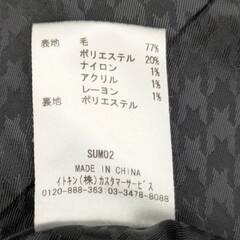 表地 毛 77%
ポリエステル 20%
ナイロン 1%
アクリル 1%
レーヨン 1%
裏地 ポリエステル
SUM02
MADE IN CHINA
イトキン(株)カスタマーサービス
0120-888-363 03-3478-8088